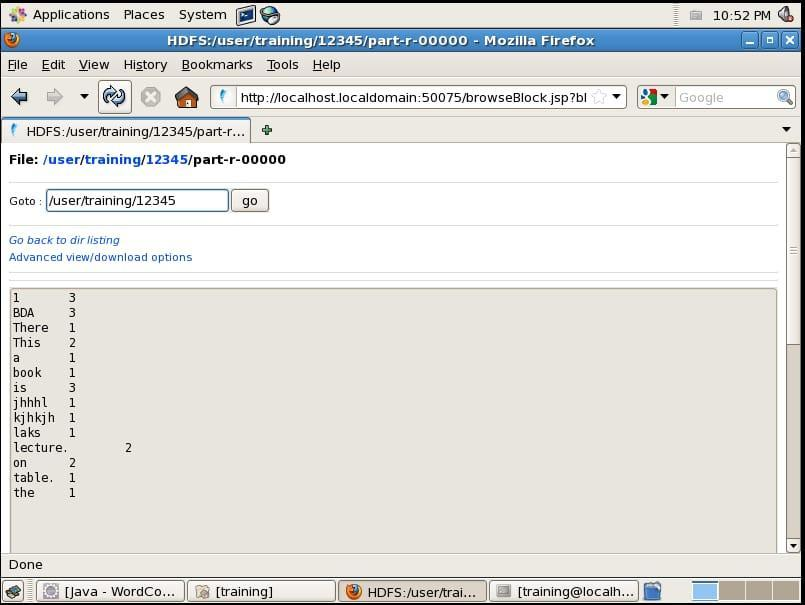 Applications Places System 10:52 PM
HDFS:/user/training/12345/part-r-00000 - Mozilla Firefox
File Edit View History Bookmarks Tools Help
http://localhost.localdomain:50075/browseBlock.jsp?bl Google
HDFS:/user/training/12345/part-r...
File: /user/training/12345/part-r-00000
Goto : /user/training/12345 go
Go back to dir listing
Advanced view/download options
1 3
BDA 3
There 1
This 2
a 1
book 1
is 3
jhhhl 1
kjhkjh 1
laks 1
lecture. 2
on 2
table. 1
the 1
Done
[Java - WordCo... [training] HDFS:/user/trai... [training@localh...